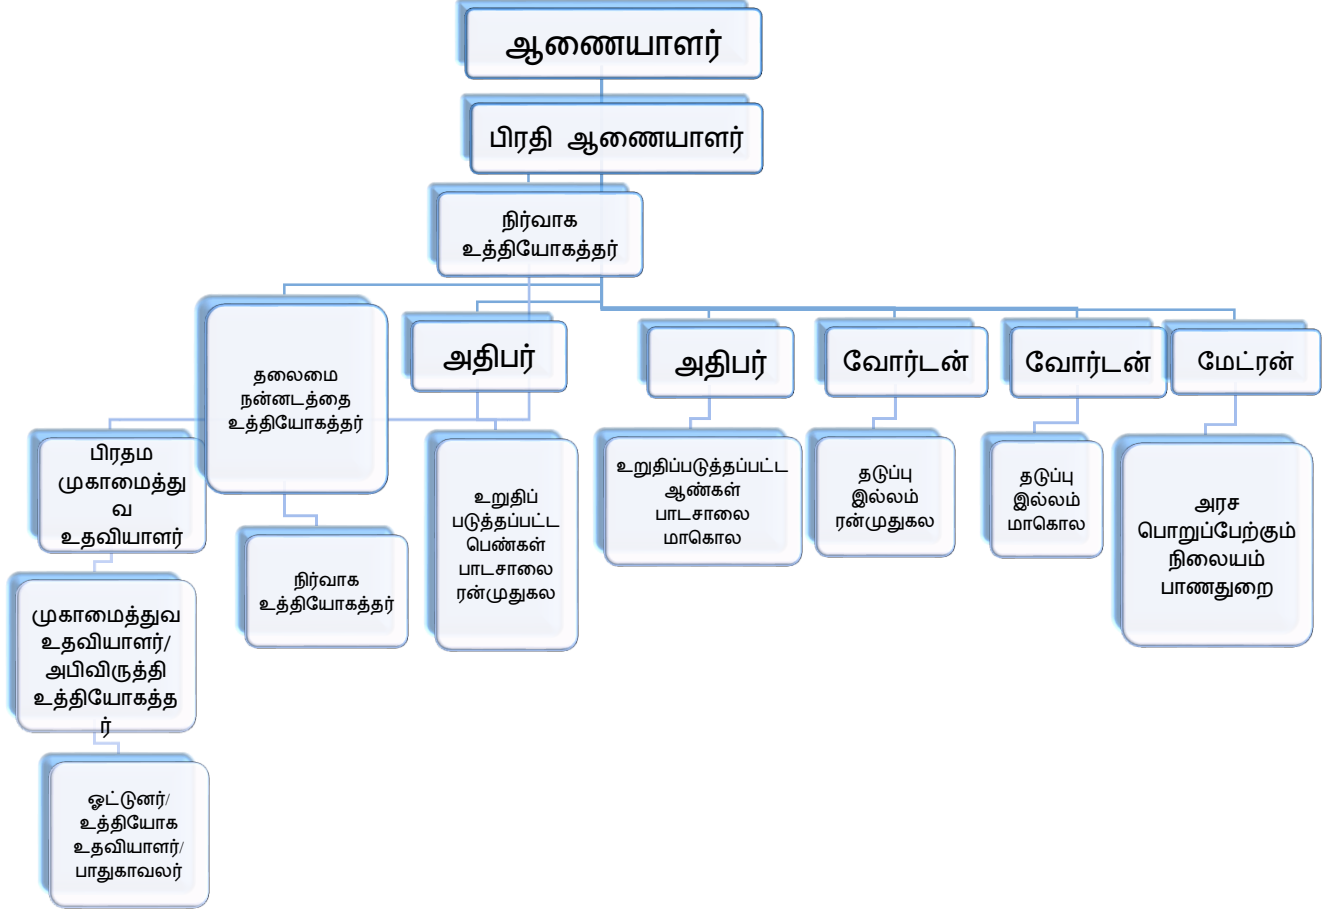 ஆணையாளர்
பிரதி ஆணையாளர்
நிர்வாக
உத்தியோகத்தர்
தலைமை
நன்னடத்தை
உத்தியோகத்தர்
அதிபர்
அதிபர்
வோர்டன்
வோர்டன்
மேட்ரன்
பிரதம
முகாமைத்து
வ
உதவியாளர்
நிர்வாக
உத்தியோகத்தர்
உறுதிப்
படுத்தப்பட்ட
பெண்கள்
பாடசாலை
ரன்முதுகல
உறுதிப்படுத்தப்பட்ட
ஆண்கள்
பாடசாலை
மாகொல
தடுப்பு
இல்லம்
ரன்முதுகல
தடுப்பு
இல்லம்
மாகொல
அரச
பொறுப்பேற்கும்
நிலையம்
பாணதுறை
முகாமைத்துவ
உதவியாளர்/
அபிவிருத்தி
உத்தியோகத்த
ர்
ஓட்டுனர்/
உத்தியோக
உதவியாளர்/
பாதுகாவலர்